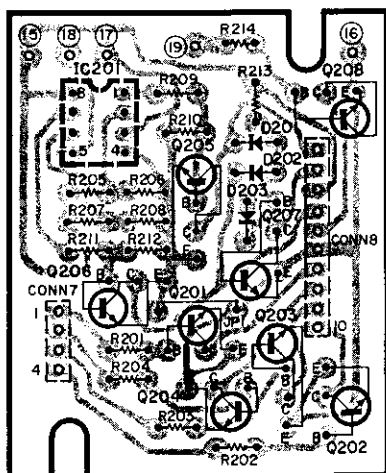 R214
15 18 17 19 16
IC201
Q208
R209
R213
8
B C E
R210
Q205
D201
5 4
D202
R205 R206
D203
B
B
R207 R208
Q207
C
C
CONN8
R211 R212
E
Q206
B C E
E
CONN7
Q201
1
JP
Q203
10
R201
B
E
R204
E
4
Q204
C
B
B
C
C
R203
E
B
R202
Q202